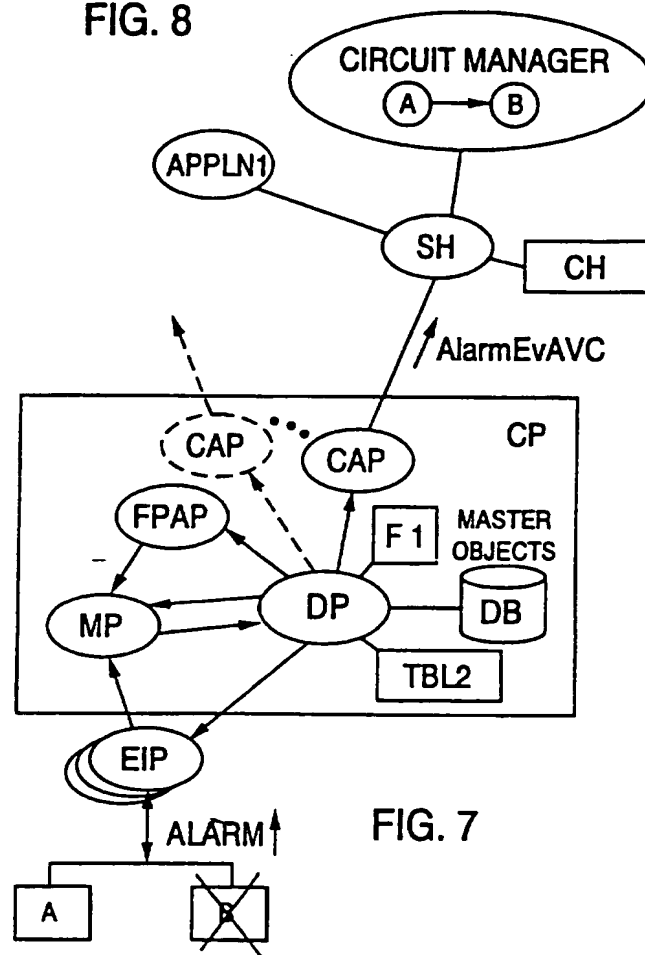 FIG. 8
CIRCUIT MANAGER
A B
APPLN1
SH
CH
AlarmEvAVC
CAP
CAP
CP
FPAP
F1
MASTER
OBJECTS
MP
DP
DB
TBL2
EIP
ALARM
FIG. 7
A
B